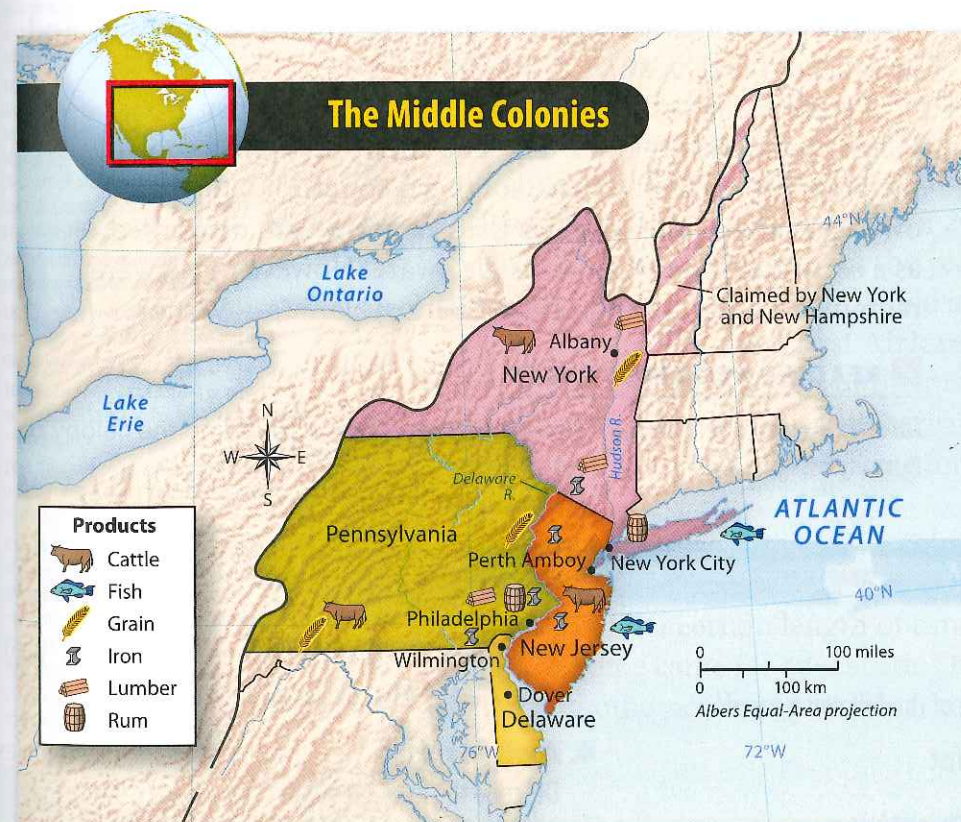 The Middle Colonies
44°N
Lake
Ontario
Claimed by New York
and New Hampshire
Albany
New York
Lake
Erie
N
W
E
S
Hudson R.
Delaware
R.
ATLANTIC
OCEAN
Products
Cattle
Fish
Grain
Iron
Lumber
Rum
Pennsylvania
Perth Amboy
New York City
40°N
Philadelphia
New Jersey
Wilmington
Dover
Delaware
0
100 miles
0
100 km
Albers Equal-Area projection
76°W
72°W